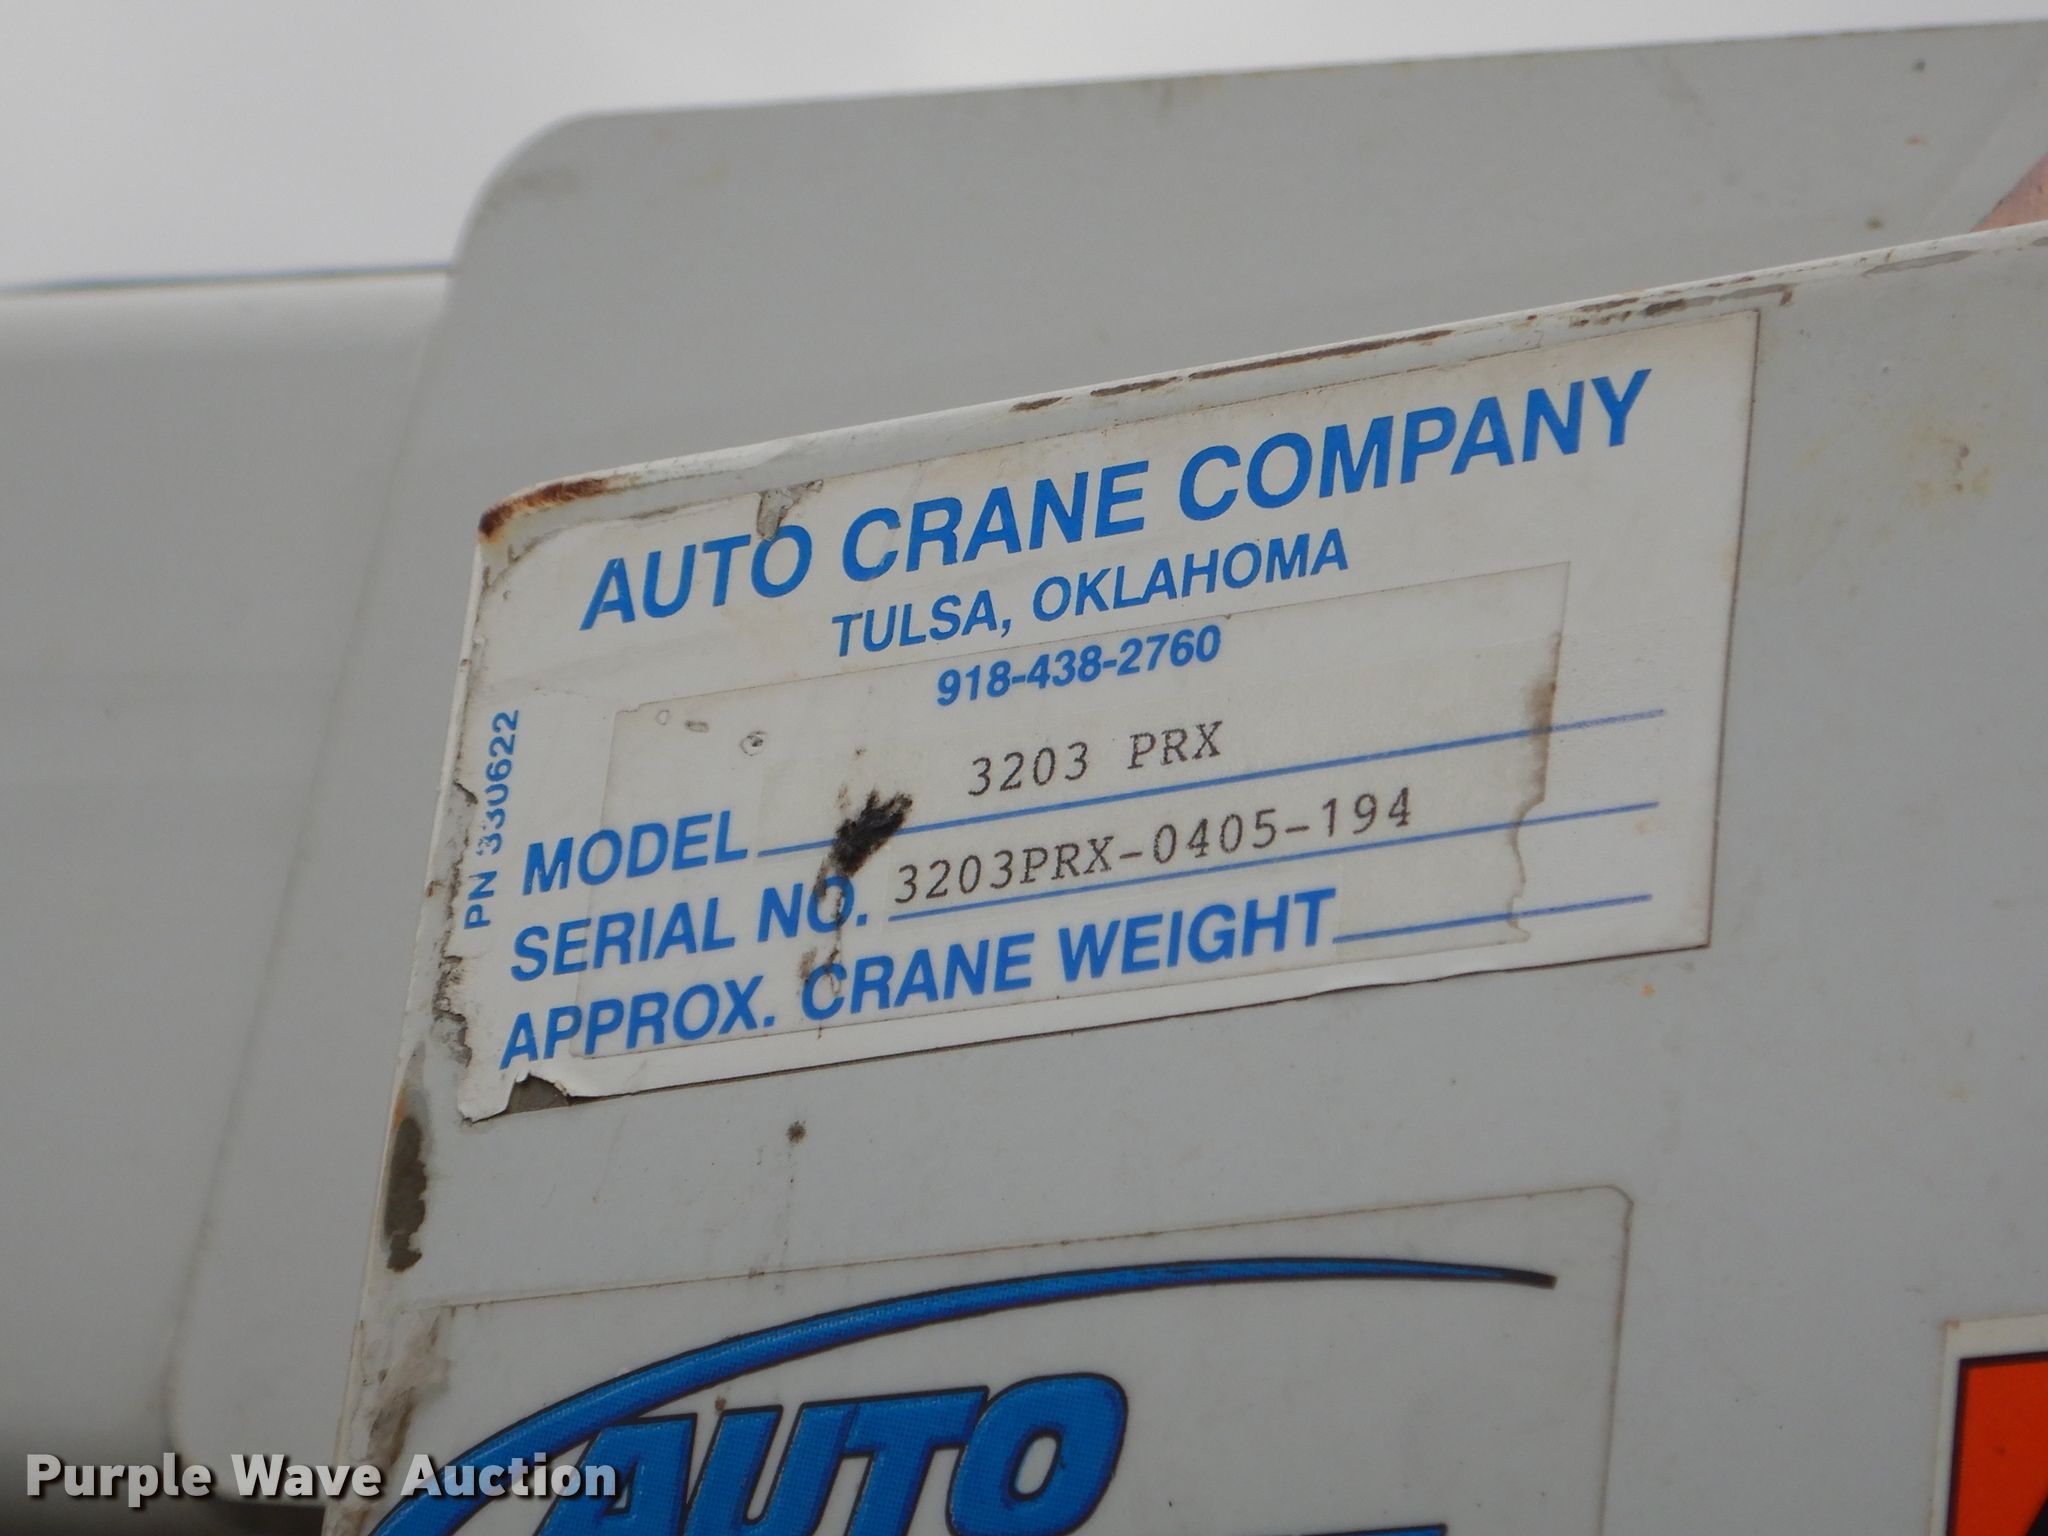 AUTO CRANE COMPANY
TULSA, OKLAHOMA
918-438-2760
PN 3306622
MODEL 3203 PRX
SERIAL NO. 3203PRX-0405-194
APPROX. CRANE WEIGHT
AUTO
Purple Wave Auction